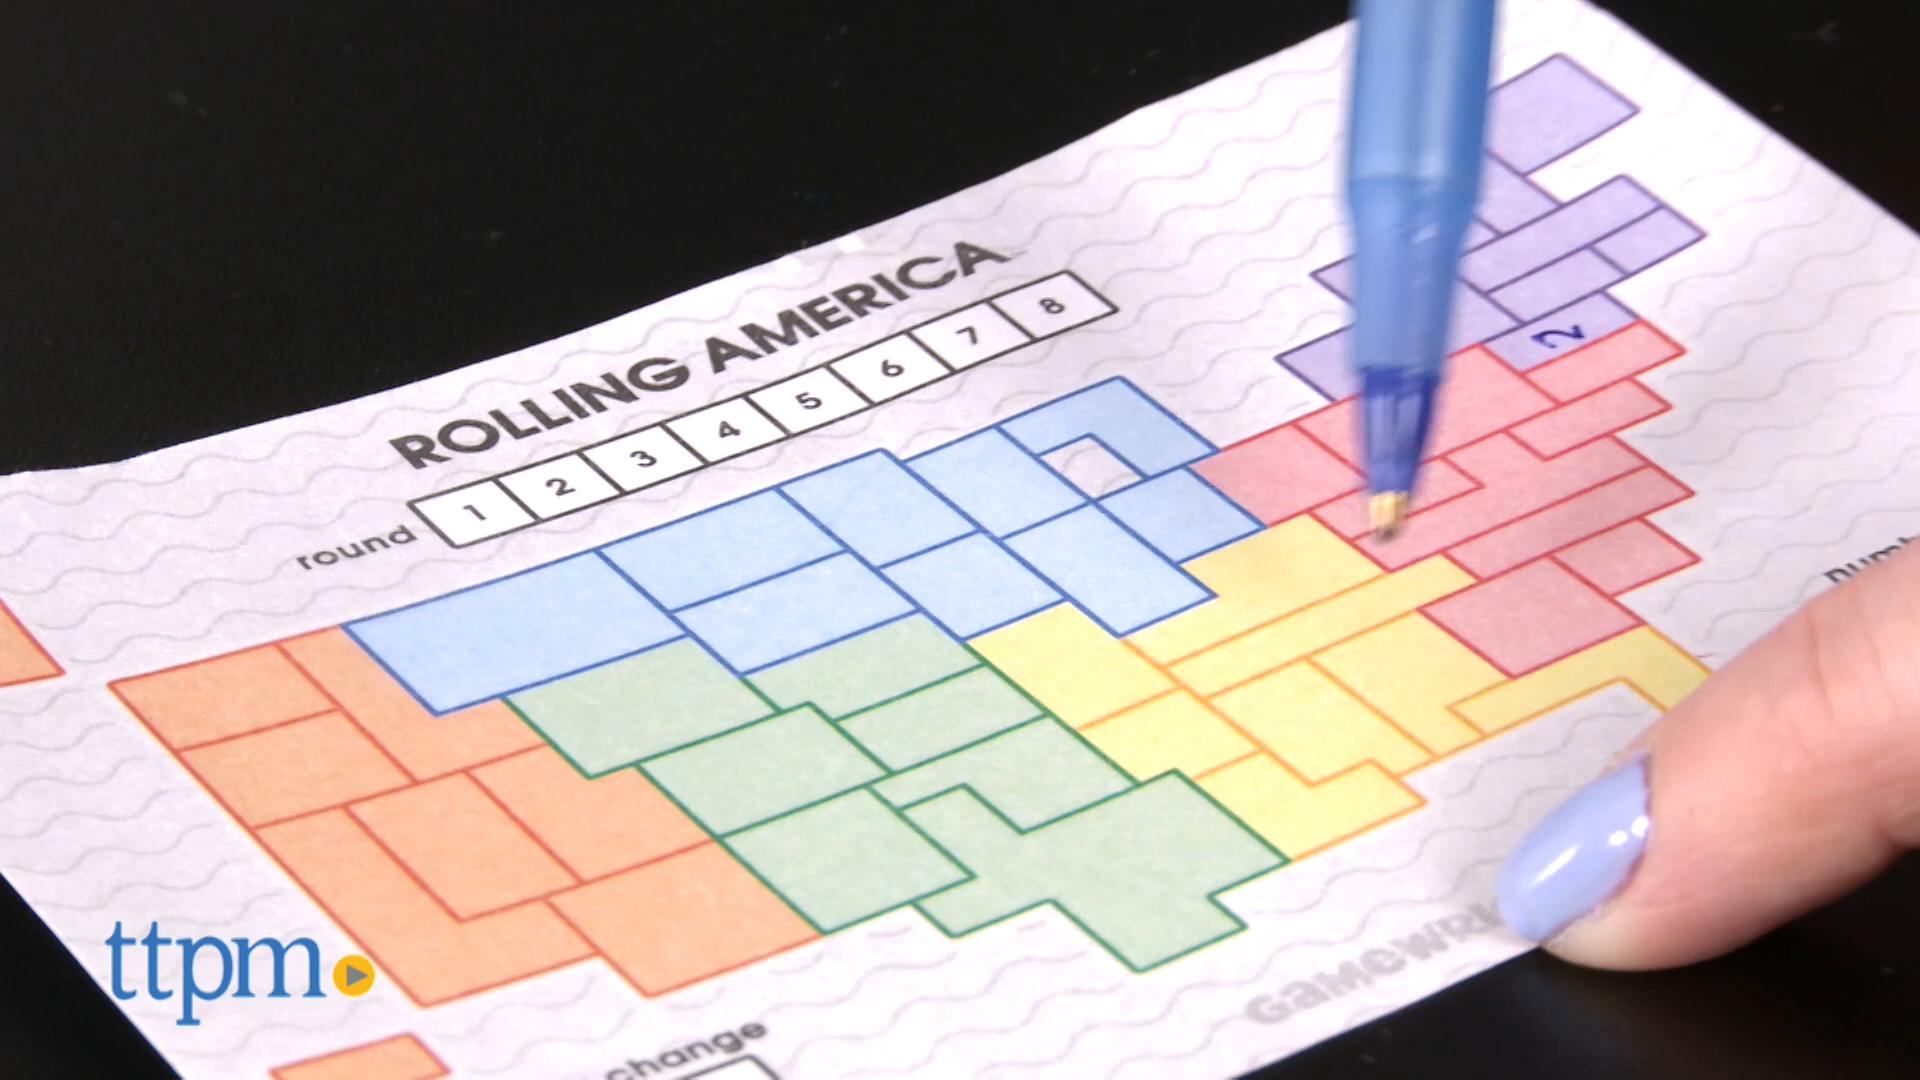 ROLLING AMERICA
round 1 2 3 4 5 6 7 8
2
ttpm
change